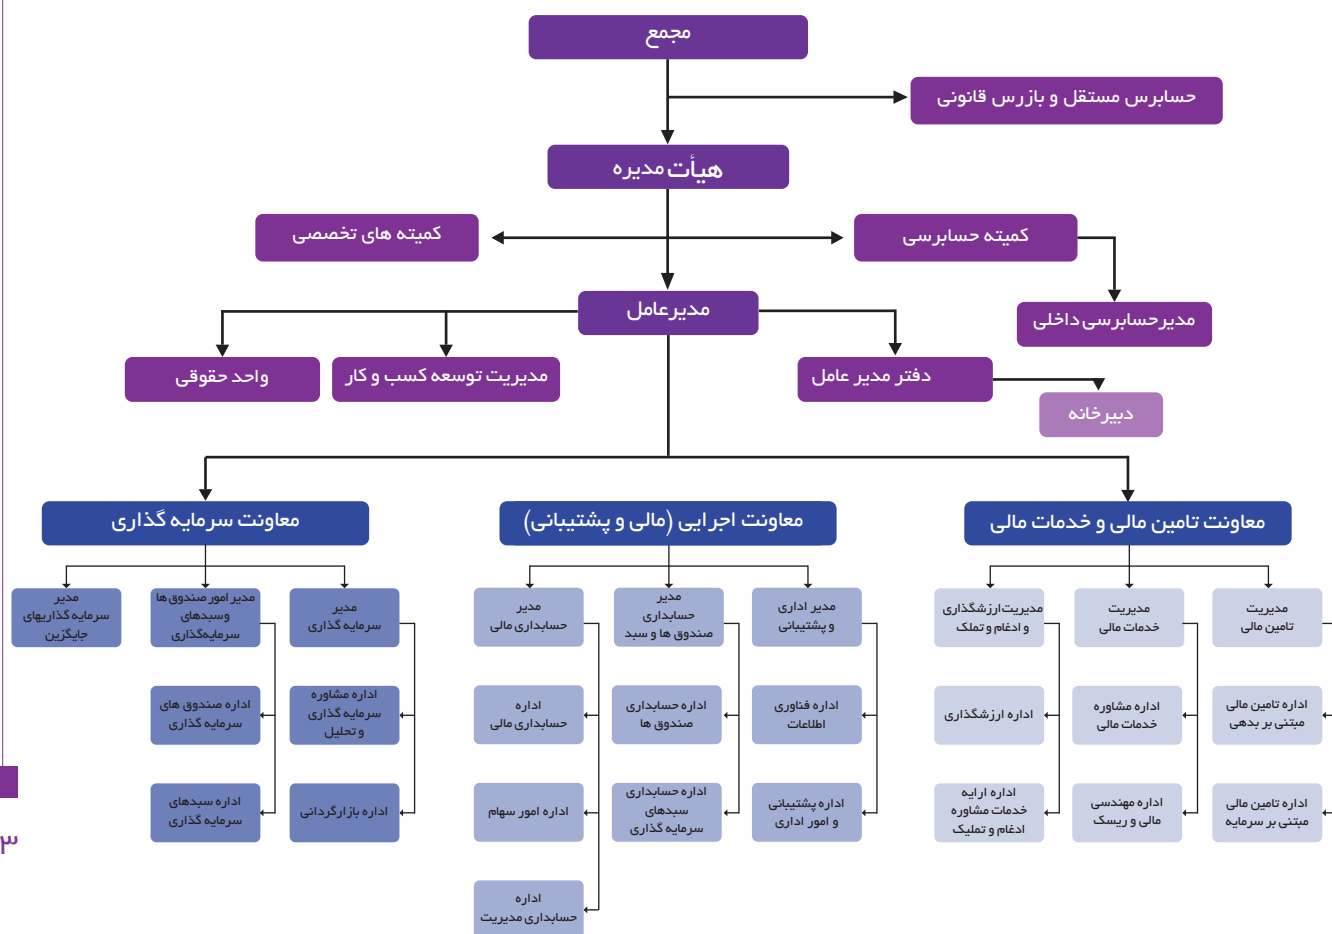 مجمع
حسابرس مستقل و بازرس قانونی
هیأت مدیره
کمیته حسابرسی
کمیته های تخصصی
مدیرعامل
مدیرحسابرسی داخلی
دفتر مدیر عامل
مدیریت توسعه کسب و کار
واحد حقوقی
دبیرخانه
معاونت تامین مالی و خدمات مالی
معاونت اجرایی (مالی و پشتیبانی)
معاونت سرمایه گذاری
مدیریت
تامین مالی
مدیریت
خدمات مالی
مدیریت ارزشگذاری
و ادغام و تملک
مدیر اداری
و پشتیبانی
مدیر
حسابداری
صندوق ها و سبد
مدیر
حسابداری مالی
مدیر
سرمایه گذاری
مدیر امور صندوق ها
وسبدهای
سرمایه‌گذاری
مدیر
سرمایه گذاریهای
جایگزین
اداره تامین مالی
مبتنی بر بدهی
اداره مشاوره
خدمات مالی
اداره ارزشگذاری
اداره فناوری
اطلاعات
اداره حسابداری
صندوق ها
اداره
حسابداری مالی
اداره مشاوره
سرمایه گذاری
و تحلیل
اداره صندوق های
سرمایه گذاری
اداره تامین مالی
مبتنی بر سرمایه
اداره مهندسی
مالی و ریسک
اداره ارایه
خدمات مشاوره
ادغام و تملیک
اداره پشتیبانی
و امور اداری
اداره حسابداری
سبدهای
سرمایه گذاری
اداره امور سهام
اداره بازارگردانی
اداره سبدهای
سرمایه گذاری
اداره
حسابداری مدیریت
۳